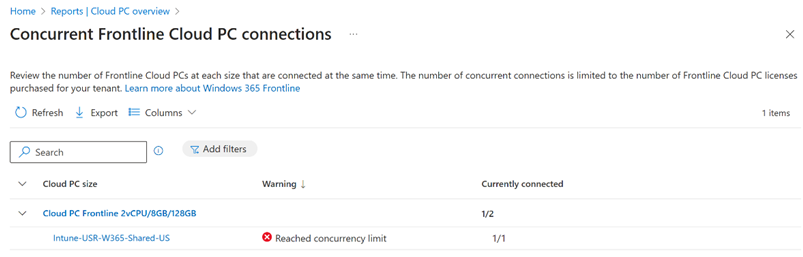 Home > Reports | Cloud PC overview >
Concurrent Frontline Cloud PC connections ...
Review the number of Frontline Cloud PCs at each size that are connected at the same time. The number of concurrent connections is limited to the number of Frontline Cloud PC licenses
purchased for your tenant. Learn more about Windows 365 Frontline
Refresh Export Columns 1 items
Search Add filters
Cloud PC size Warning ↓ Currently connected
Cloud PC Frontline 2vCPU/8GB/128GB 1/2
Intune-USR-W365-Shared-US Reached concurrency limit 1/1